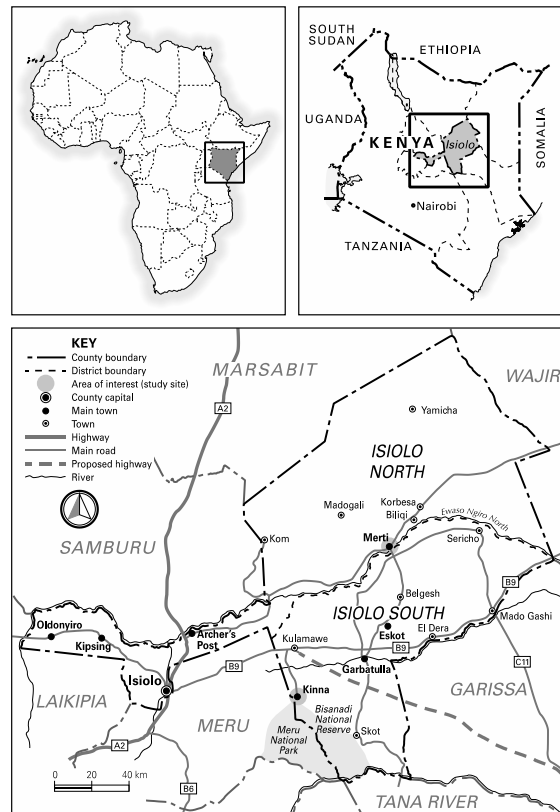 SOUTH
SUDAN
ETHIOPIA
UGANDA
KENYA
Isiolo
SOMALIA
Nairobi
TANZANIA
KEY
County boundary
District boundary
Area of interest (study site)
County capital
Main town
Town
Highway
Main road
Proposed highway
River
MARSABIT
WAJIR
A2
Yamicha
ISIOLO
NORTH
Madogali
Korbesa
Biliqi
Ewaso Ngiro North
SAMBURU
Kom
Merti
Sericho
Belgesh
B9
ISIOLO SOUTH
Mado Gashi
Oldonyiro
Kipsing
Archer's
Post
Kulamawe
Eskot
El Dera
B9
B9
Garbatulla
C11
Isiolo
LAIKIPIA
MERU
Kinna
GARISSA
Bisanadi
National
Reserve
Meru
National
Park
Skot
A2
B6
0 20 40 km
TANA RIVER